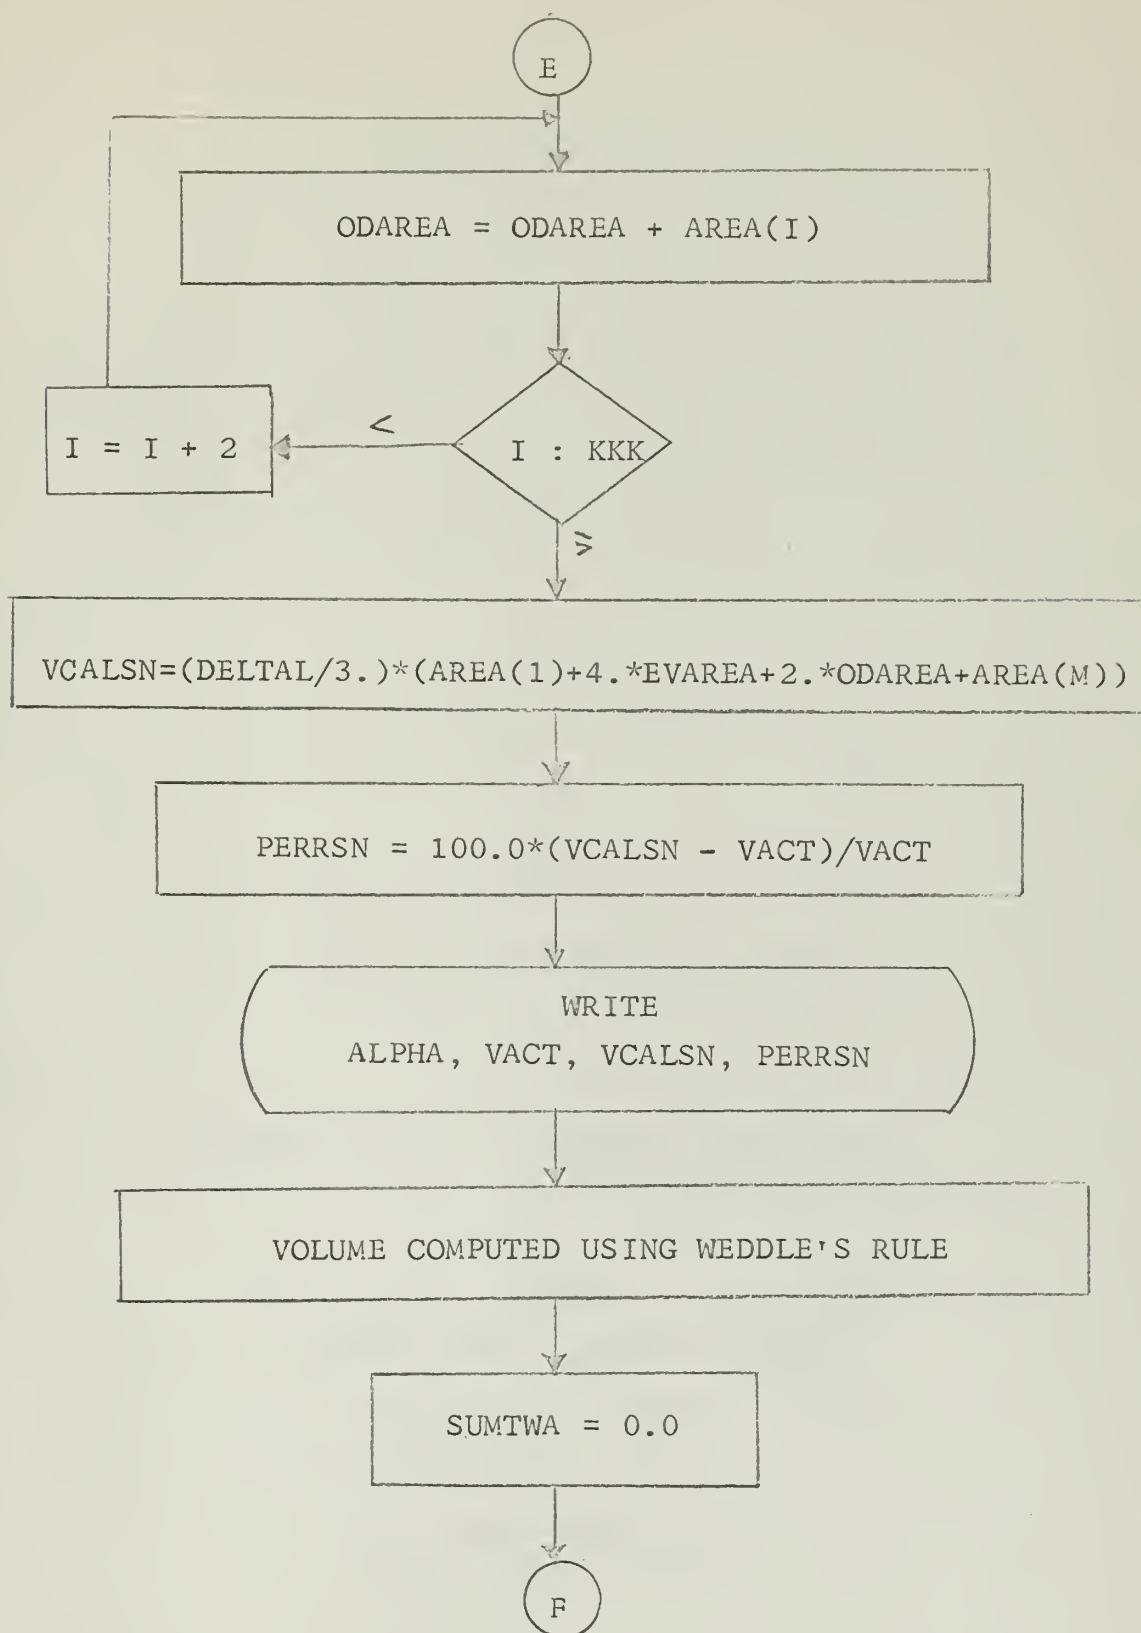 E
ODAREA = ODAREA + AREA(I)
I = I + 2
<
I : KKK
≥
VCALSN=(DELTAL/3.)*(AREA(1)+4.*EVAREA+2.*ODAREA+AREA(M))
PERRSN = 100.0*(VCALSN - VACT)/VACT
WRITE
ALPHA, VACT, VCALSN, PERRSN
VOLUME COMPUTED USING WEDDLE'S RULE
SUMTWA = 0.0
F